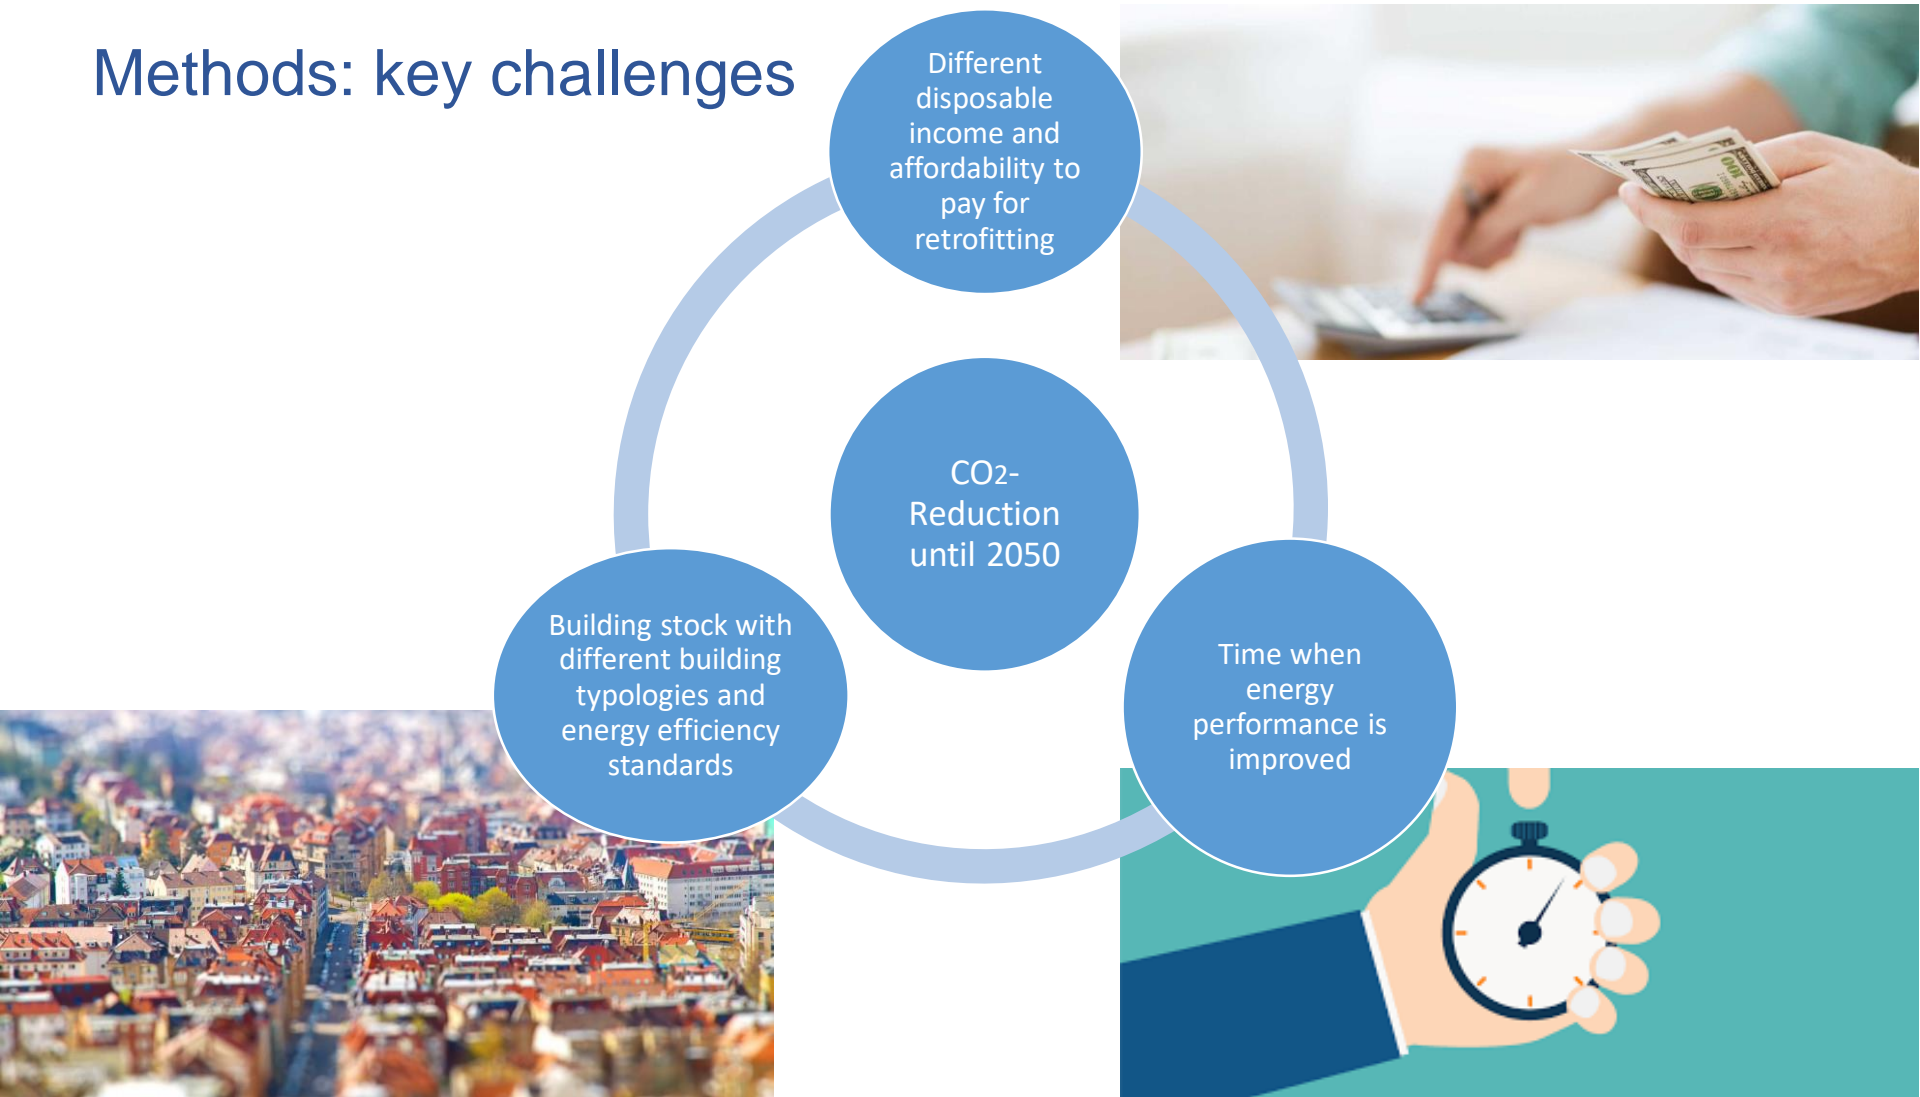 Methods: key challenges
Different
disposable
income and
affordability to
pay for
retrofitting
CO2-
Reduction
until 2050
Building stock with
different building
typologies and
energy efficiency
standards
Time when
energy
performance is
improved
100